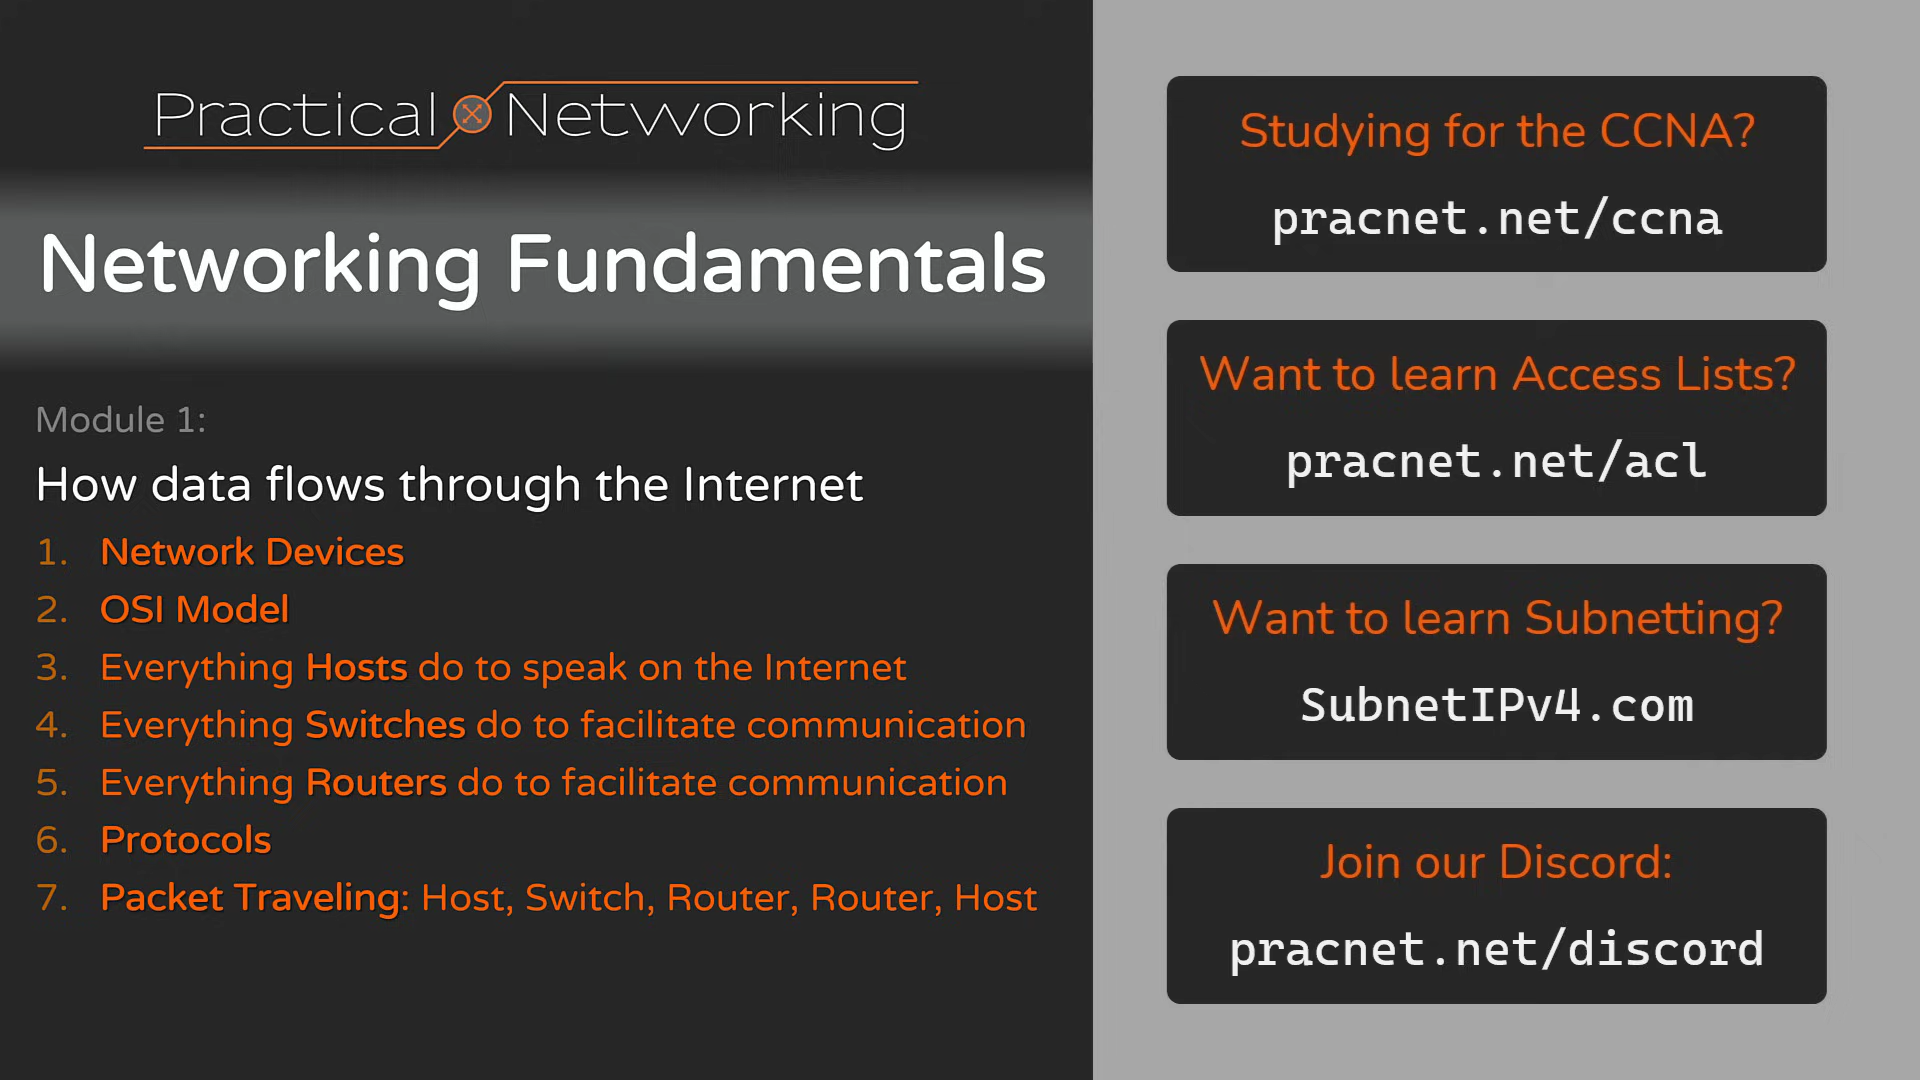 Practical Networking
Networking Fundamentals
Module 1:
How data flows through the Internet
1. Network Devices
2. OSI Model
3. Everything Hosts do to speak on the Internet
4. Everything Switches do to facilitate communication
5. Everything Routers do to facilitate communication
6. Protocols
7. Packet Traveling: Host, Switch, Router, Router, Host
Studying for the CCNA?
pracnet.net/ccna
Want to learn Access Lists?
pracnet.net/acl
Want to learn Subnetting?
SubnetIPv4.com
Join our Discord:
pracnet.net/discord